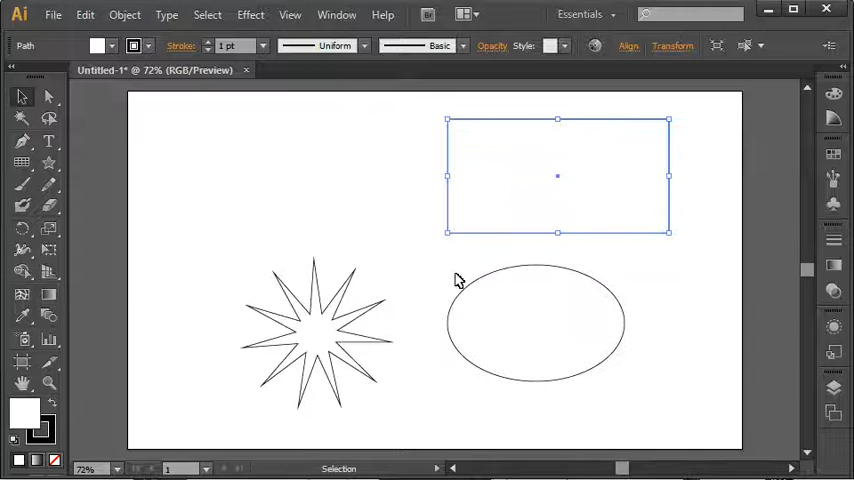 Ai File Edit Object Type Select Effect View Window Help Br Essentials
Path Stroke: 1 pt Uniform Basic Opacity Style: Align Transform
Untitled-1* @ 72% (RGB/Preview) ×
T
72% 1 Selection